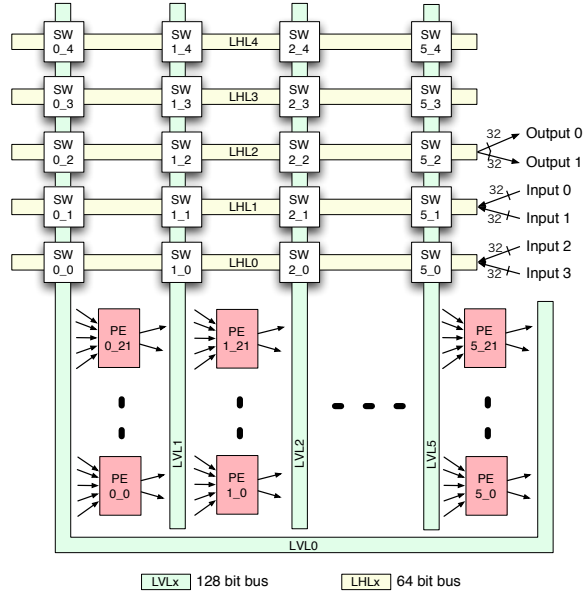 SW 0_4 SW 1_4 LHL4 SW 2_4 SW 5_4
SW 0_3 SW 1_3 LHL3 SW 2_3 SW 5_3
SW 0_2 SW 1_2 LHL2 SW 2_2 SW 5_2
32 Output 0
32 Output 1
SW 0_1 SW 1_1 LHL1 SW 2_1 SW 5_1
32 Input 0
32 Input 1
SW 0_0 SW 1_0 LHL0 SW 2_0 SW 5_0
32 Input 2
32 Input 3
PE 0_21 PE 1_21 PE 5_21
LVL1 LVL2 LVL5
PE 0_0 PE 1_0 PE 5_0
LVL0
LVLx 128 bit bus LHLx 64 bit bus